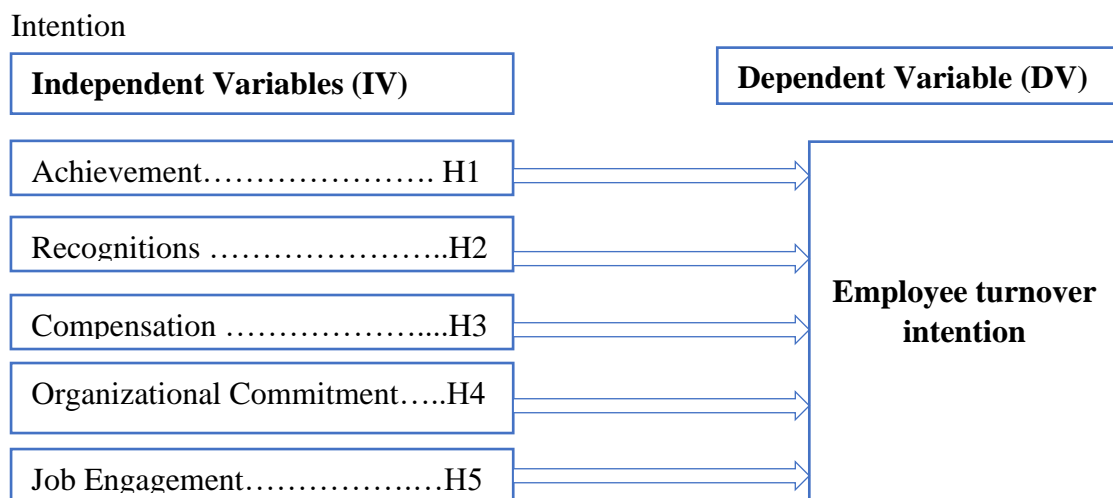 Intention
Independent Variables (IV)
Dependent Variable (DV)
Achievement…………………. H1
Recognitions …………………..H2
Compensation ………………....H3
Organizational Commitment…..H4
Job Engagement…………….…H5
Employee turnover
intention